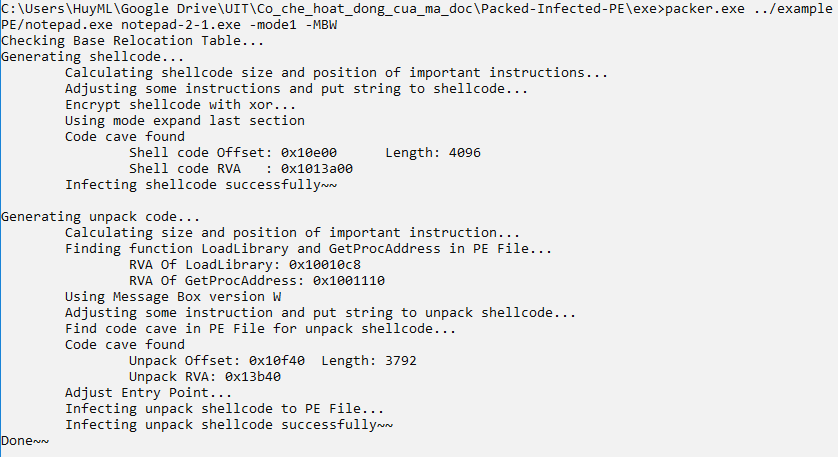 C:\Users\HuyML\Google Drive\UIT\Co_che_hoat_dong_cua_ma_doc\Packed-Infected-PE\exe>packer.exe ../example
PE/notepad.exe notepad-2-1.exe -mode1 -MBW
Checking Base Relocation Table...
Generating shellcode...
Calculating shellcode size and position of important instructions...
Adjusting some instructions and put string to shellcode...
Encrypt shellcode with xor...
Using mode expand last section
Code cave found
Shell code Offset: 0x10e00 Length: 4096
Shell code RVA : 0x1013a00
Infecting shellcode successfully~~
Generating unpack code...
Calculating size and position of important instruction...
Finding function LoadLibrary and GetProcAddress in PE File...
RVA Of LoadLibrary: 0x10010c8
RVA Of GetProcAddress: 0x1001110
Using Message Box version W
Adjusting some instruction and put string to unpack shellcode...
Find code cave in PE File for unpack shellcode...
Code cave found
Unpack Offset: 0x10f40 Length: 3792
Unpack RVA: 0x13b40
Adjust Entry Point...
Infecting unpack shellcode to PE File...
Infecting unpack shellcode successfully~~
Done~~